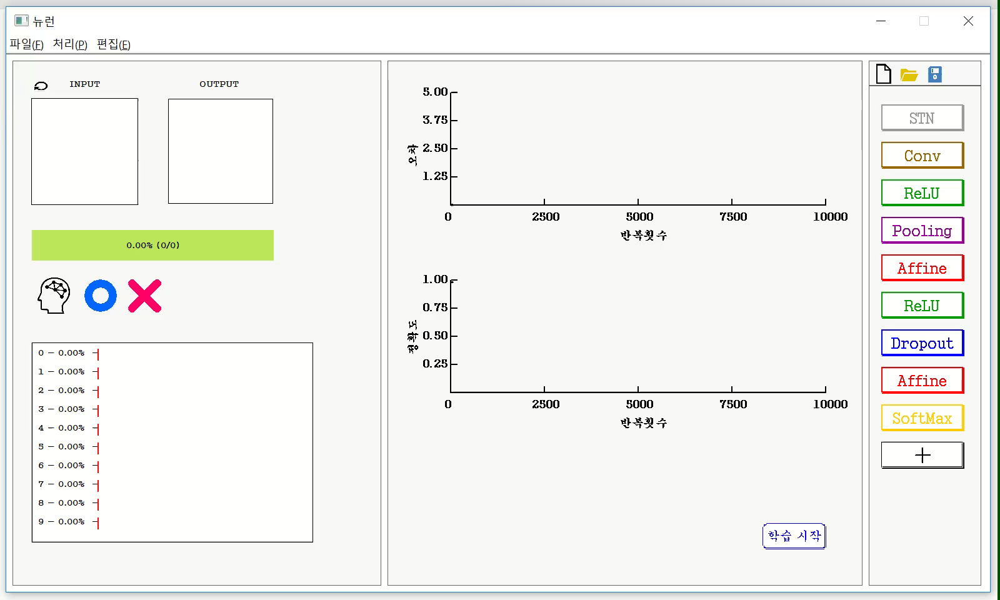 뉴런
파일(F) 처리(P) 편집(E)
INPUT
OUTPUT
0.00% (0/0)
0 - 0.00%
1 - 0.00%
2 - 0.00%
3 - 0.00%
4 - 0.00%
5 - 0.00%
6 - 0.00%
7 - 0.00%
8 - 0.00%
9 - 0.00%
5.00
3.75
2.50
1.25
오차
0 2500 5000 7500 10000
반복횟수
1.00
0.75
0.50
0.25
정확도
0 2500 5000 7500 10000
반복횟수
학습 시작
STN
Conv
ReLU
Pooling
Affine
ReLU
Dropout
Affine
SoftMax
+